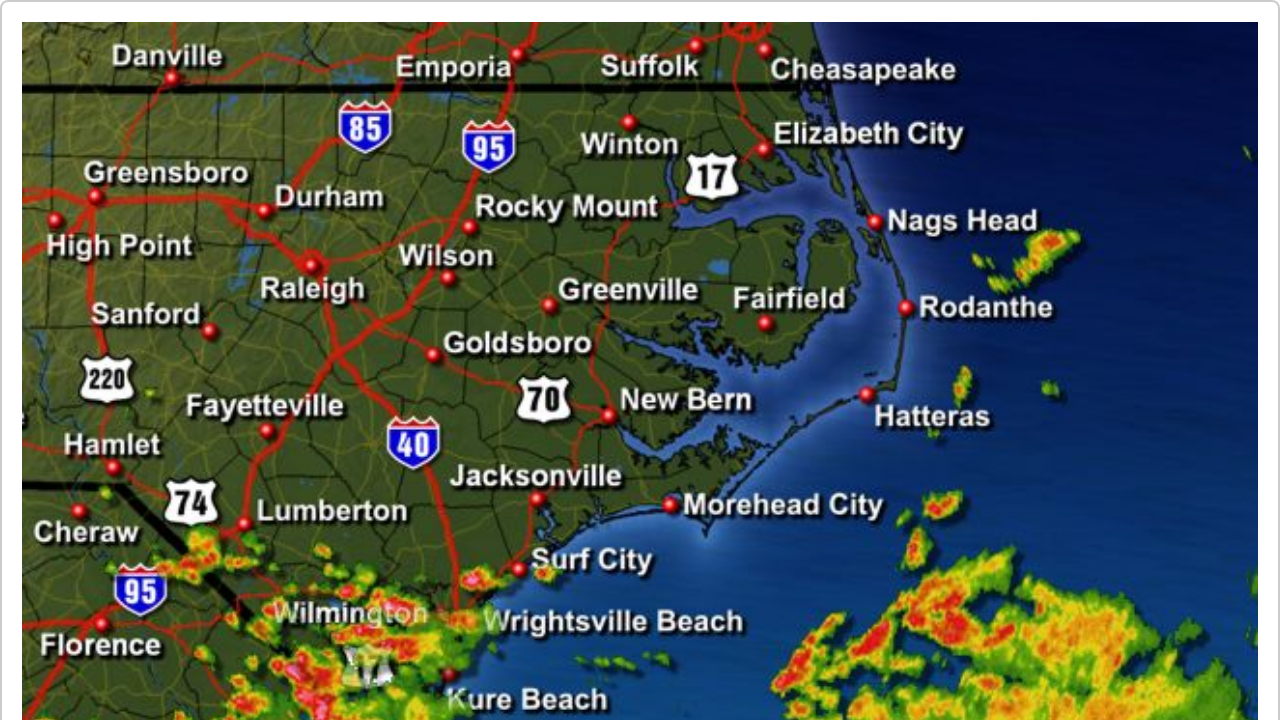 Danville
Emporia
Suffolk
Cheasapeake
85
95
Winton
Elizabeth City
17
Greensboro
Durham
Rocky Mount
Nags Head
High Point
Wilson
Raleigh
Greenville
Fairfield
Rodanthe
Sanford
Goldsboro
220
70
New Bern
Fayetteville
Hatteras
Hamlet
40
Jacksonville
74
Lumberton
Morehead City
Cheraw
Surf City
95
Wilmington
Wrightsville Beach
Florence
17
Kure Beach